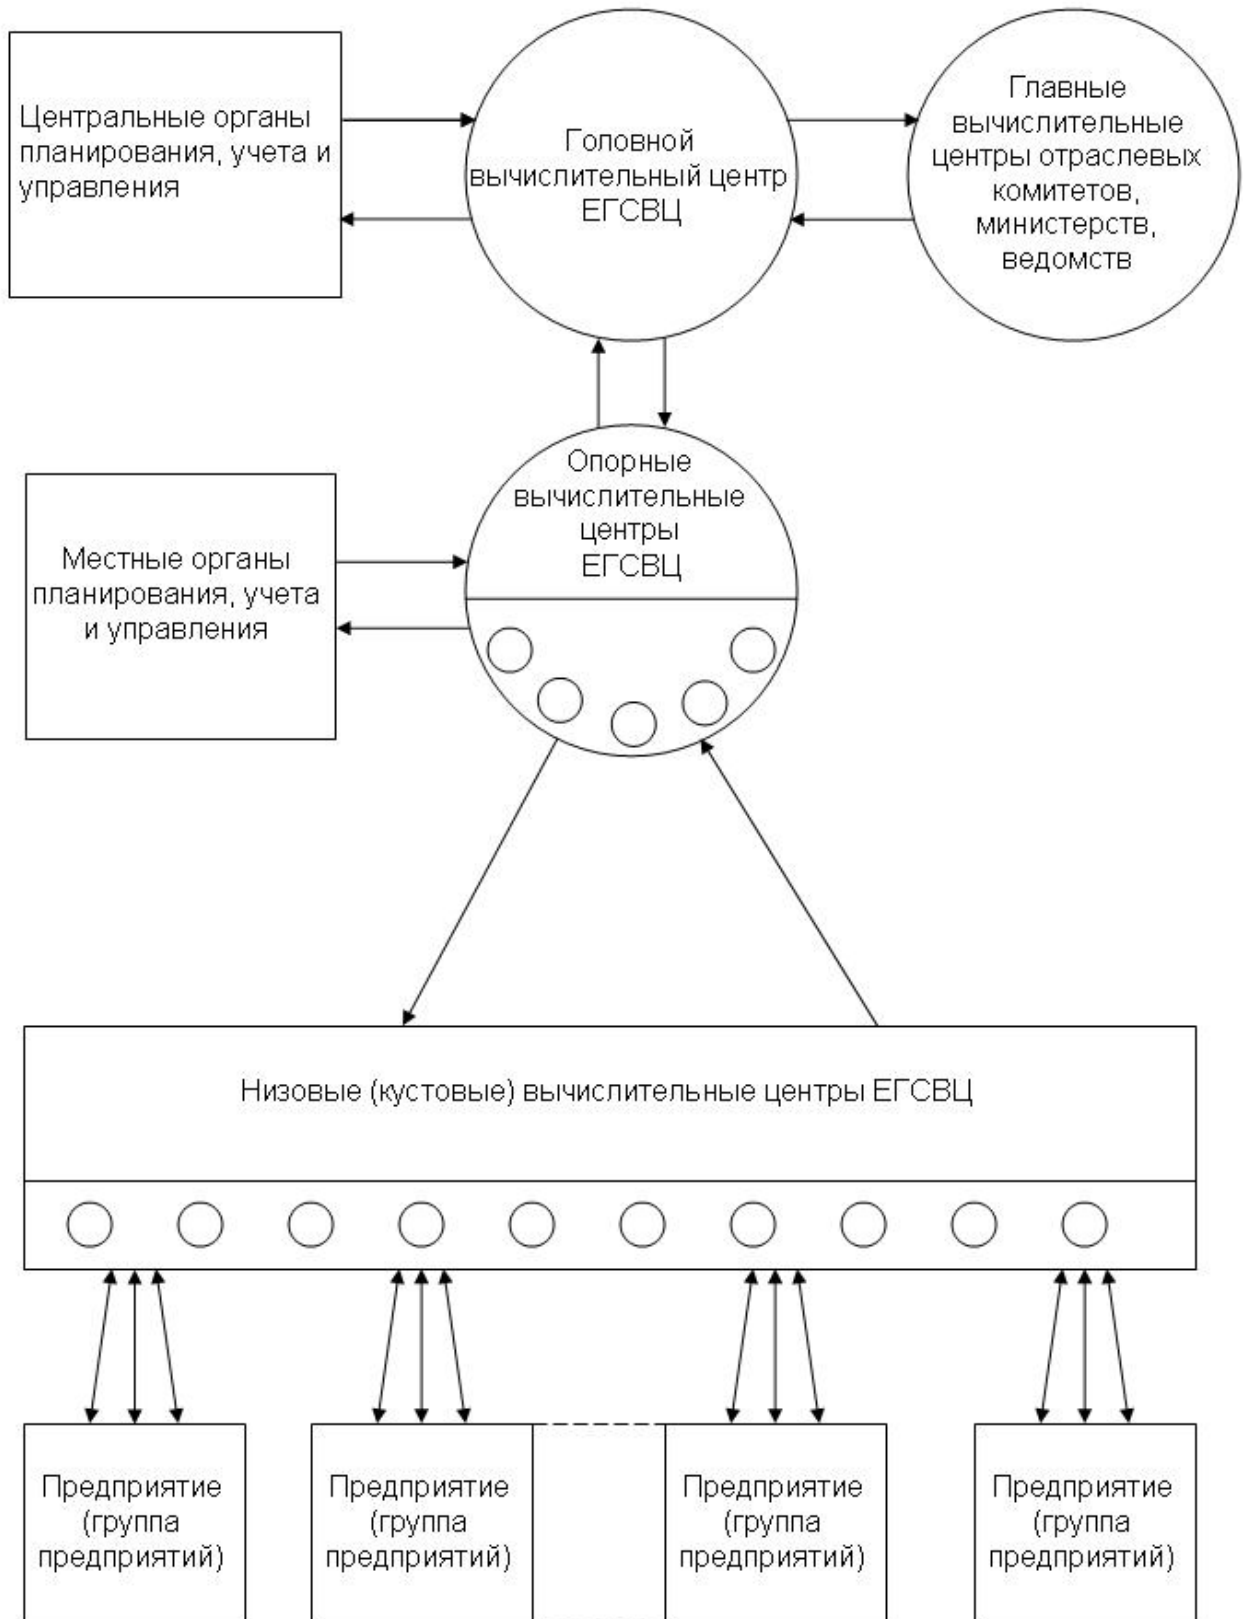 Центральные органы
планирования, учета и
управления
Головной
вычислительный центр
ЕГСВЦ
Главные
вычислительные
центры отраслевых
комитетов,
министерств,
ведомств
Опорные
вычислительные
центры
ЕГСВЦ
Местные органы
планирования, учета
и управления
Низовые (кустовые) вычислительные центры ЕГСВЦ
Предприятие
(группа
предприятий)
Предприятие
(группа
предприятий)
Предприятие
(группа
предприятий)
Предприятие
(группа
предприятий)